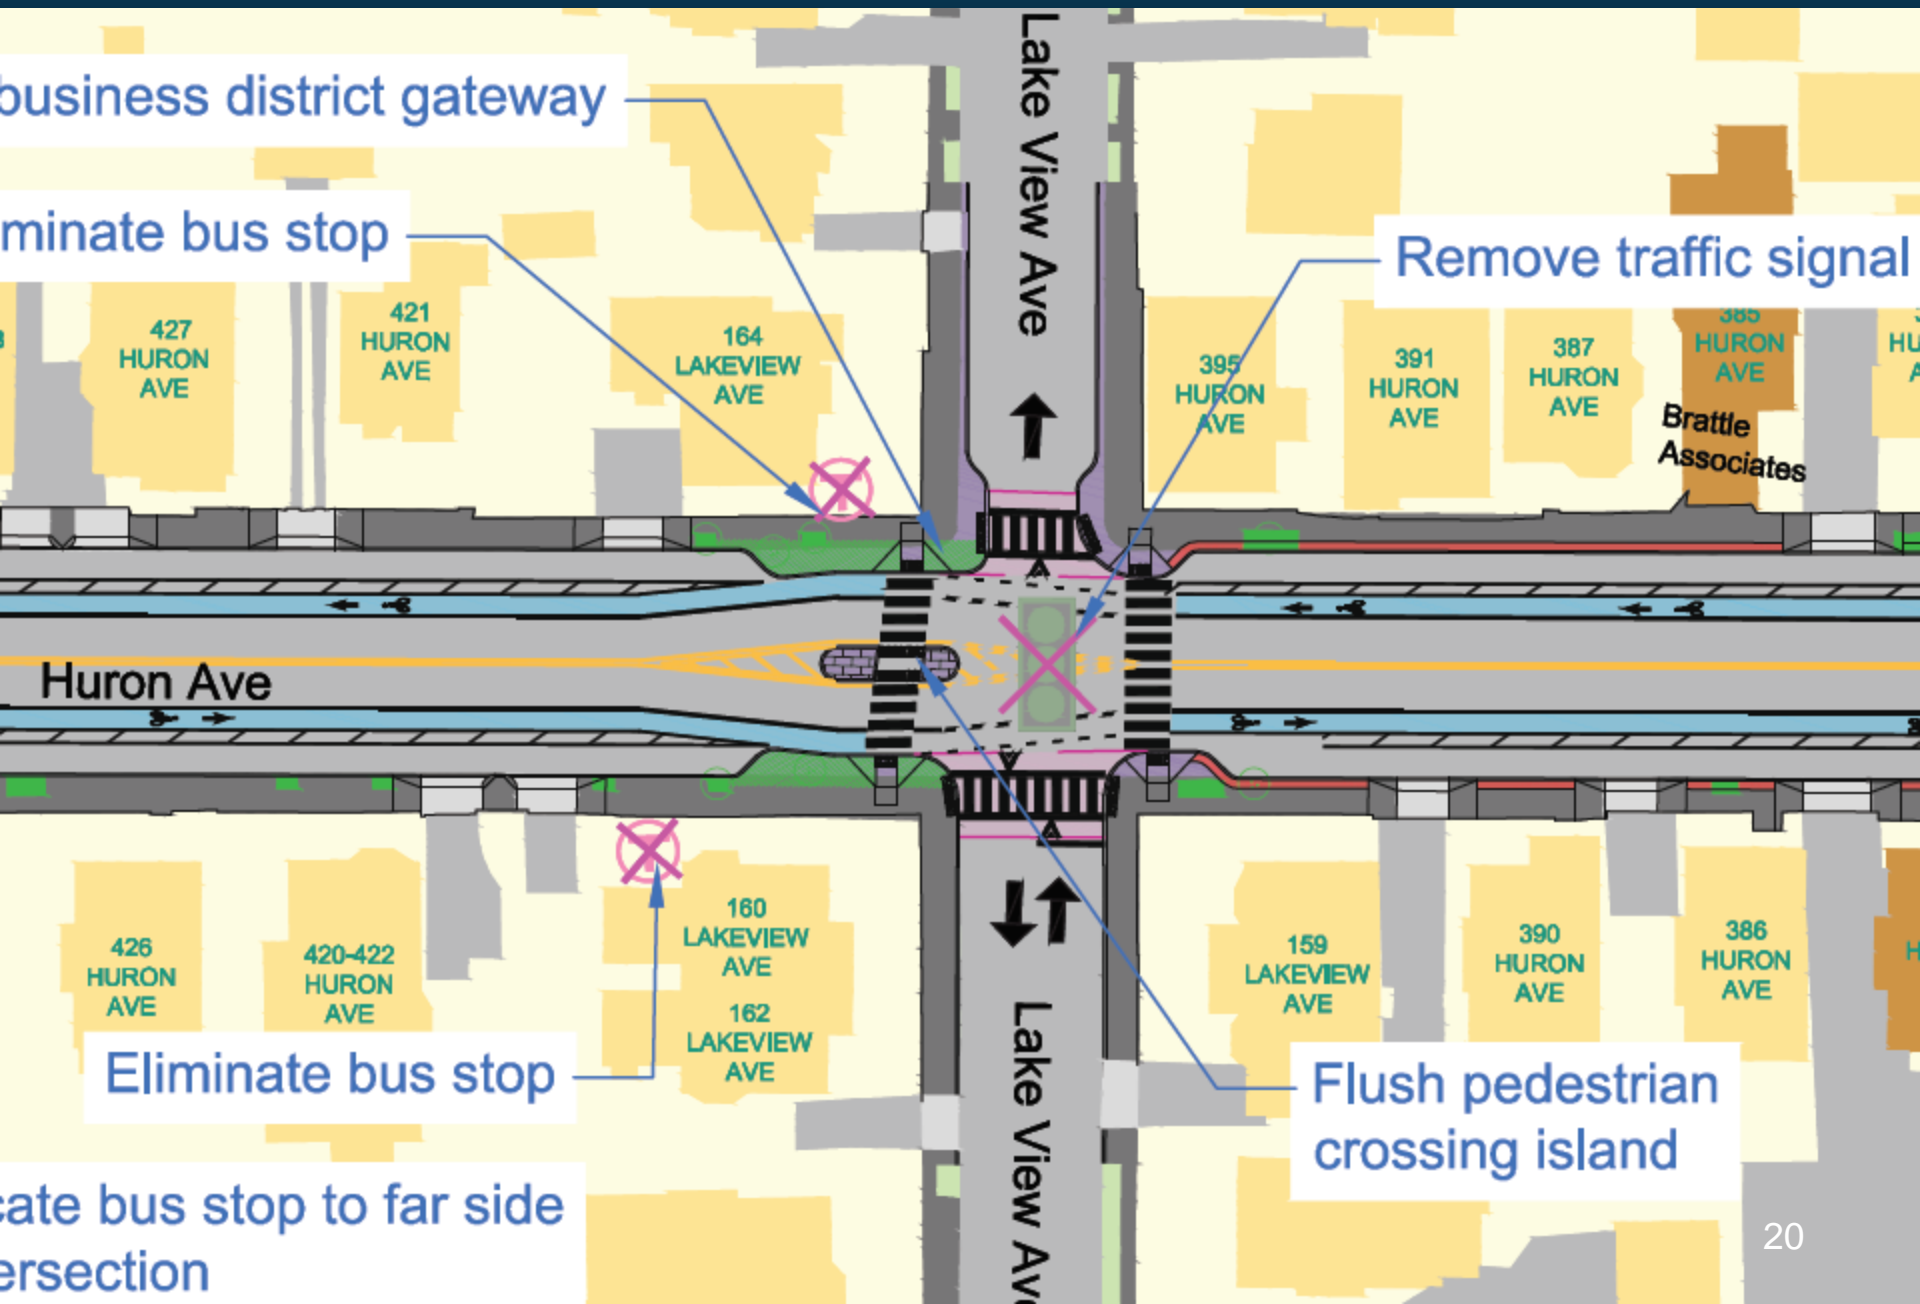 Lake View Ave
business district gateway
minate bus stop
Remove traffic signal
427
HURON
AVE
421
HURON
AVE
164
LAKEVIEW
AVE
395
HURON
AVE
391
HURON
AVE
387
HURON
AVE
385
HURON
AVE
HU
Brattle
Associates
Huron Ave
426
HURON
AVE
420-422
HURON
AVE
160
LAKEVIEW
AVE
162
LAKEVIEW
AVE
159
LAKEVIEW
AVE
390
HURON
AVE
386
HURON
AVE
H
Eliminate bus stop
Lake View Ave
Flush pedestrian
crossing island
cate bus stop to far side
ersection
20